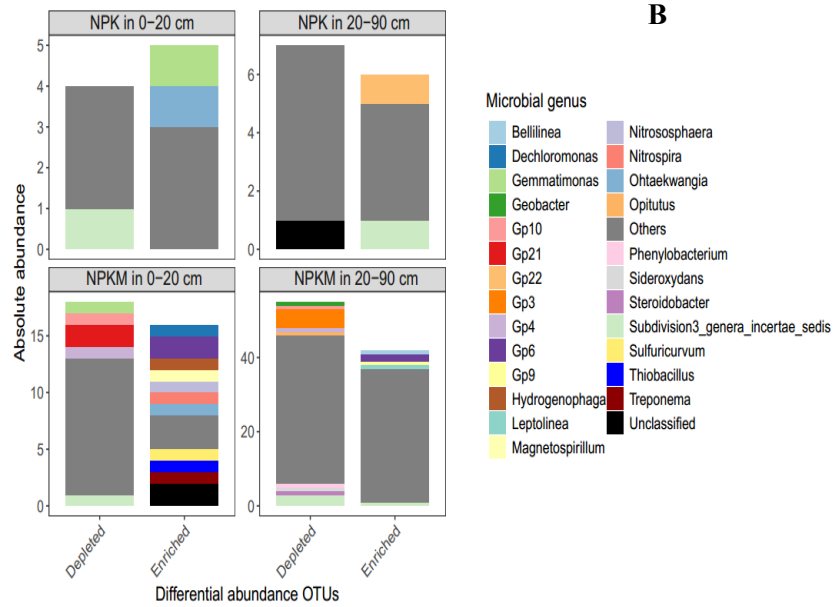 B
NPK in 0−20 cm
NPK in 20−90 cm
5
4
3
2
1
0
6
4
2
0
NPKM in 0−20 cm
NPKM in 20−90 cm
15
10
5
0
40
20
0
Absolute abundance
Depleted
Enriched
Depleted
Enriched
Differential abundance OTUs
Microbial genus
Bellilinea
Dechloromonas
Gemmatimonas
Geobacter
Gp10
Gp21
Gp22
Gp3
Gp4
Gp6
Gp9
Hydrogenophaga
Leptolinea
Magnetospirillum
Nitrososphaera
Nitrospira
Ohtaekwangia
Opitutus
Others
Phenylobacterium
Sideroxydans
Steroidobacter
Subdivision3_genera_incertae_sedis
Sulfuricurvum
Thiobacillus
Treponema
Unclassified